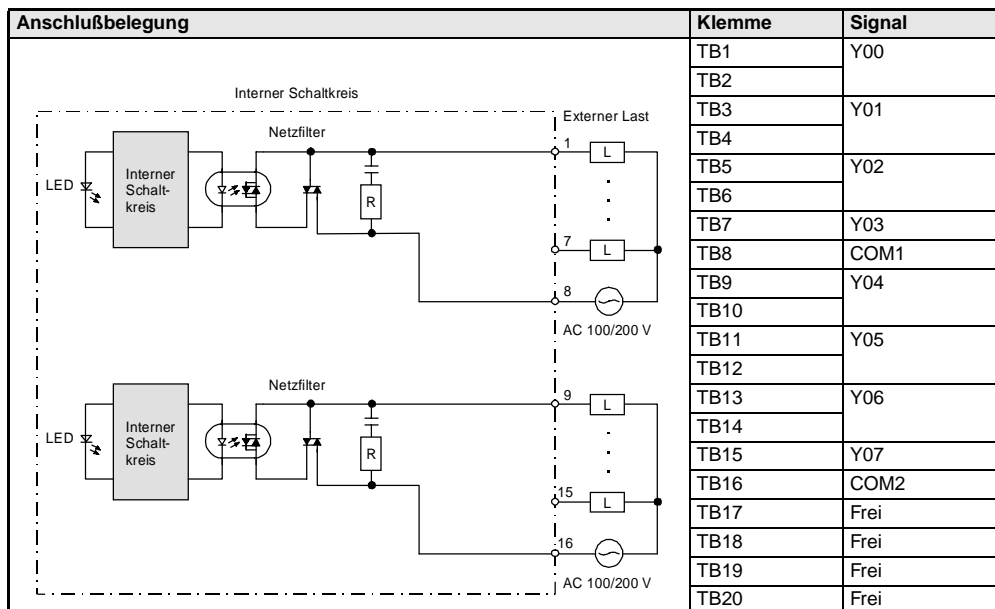 Anschlußbelegung Klemme Signal
Interner Schaltkreis
Externer Last
Netzfilter
1
L
LED
Interner
Schalt-
kreis
R
7
L
8
AC 100/200 V
Netzfilter
9
L
LED
Interner
Schalt-
kreis
R
15
L
16
AC 100/200 V
TB1 Y00
TB2
TB3 Y01
TB4
TB5 Y02
TB6
TB7 Y03
TB8 COM1
TB9 Y04
TB10
TB11 Y05
TB12
TB13 Y06
TB14
TB15 Y07
TB16 COM2
TB17 Frei
TB18 Frei
TB19 Frei
TB20 Frei